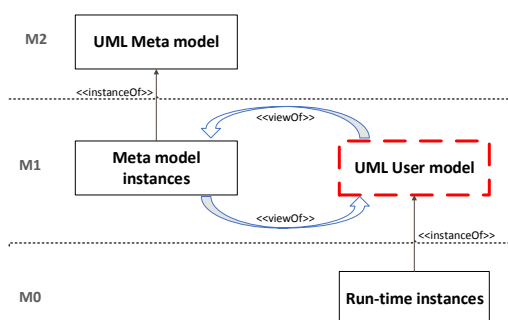 M2
UML Meta model
<<instanceOf>>
<<viewOf>>
M1
Meta model
instances
UML User model
<<viewOf>>
<<instanceOf>>
M0
Run-time instances